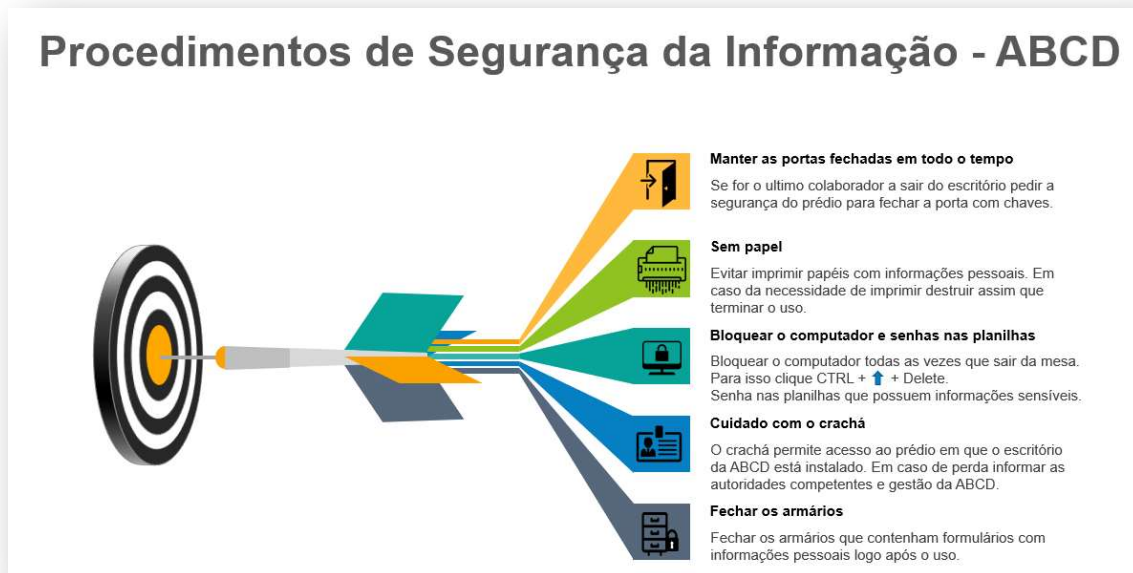 Procedimentos de Segurança da Informação - ABCD
Manter as portas fechadas em todo o tempo
Se for o ultimo colaborador a sair do escritório pedir a
segurança do prédio para fechar a porta com chaves.
Sem papel
Evitar imprimir papéis com informações pessoais. Em
caso da necessidade de imprimir destruir assim que
terminar o uso.
Bloquear o computador e senhas nas planilhas
Bloquear o computador todas as vezes que sair da mesa.
Para isso clique CTRL + ⬆ + Delete.
Senha nas planilhas que possuem informações sensíveis.
Cuidado com o crachá
O crachá permite acesso ao prédio em que o escritório
da ABCD está instalado. Em caso de perda informar as
autoridades competentes e gestão da ABCD.
Fechar os armários
Fechar os armários que contenham formulários com
informações pessoais logo após o uso.